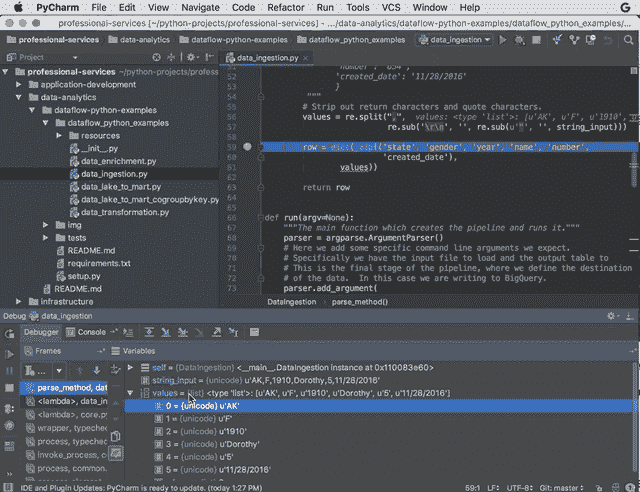 PyCharm File Edit View Navigate Code Refactor Run Tools VCS Window Help
professional-services [~/python-projects/professional-services] - .../data-analytics/dataflow-python-examples/dataflow_python_examples/
professional-services data-analytics dataflow-python-examples dataflow_python_examples data_ingestion
Project
data_ingestion.py
professional-services ~/python-projects/profes
application-development
data-analytics
dataflow-python-examples
dataflow_python_examples
resources
__init__.py
data_enrichment.py
data_ingestion.py
data_lake_to_mart.py
data_lake_to_mart_cogroupbykey.py
data_transformation.py
img
tests
README.md
requirements.txt
setup.py
README.md
infrastructure
52 'created_date': '11/28/2016'
53 }
54 """
55 # Strip out return characters and quote characters.
56 values = re.split(",", values: <type 'list'>: [u'AK', u'F', u'1910',
57 re.sub('\r\n', '', re.sub(u'"', '', string_input)))
58
59 'state', 'gender', 'year', 'name', 'number',
60 'created_date'),
61 values))
62
63 return row
64
66 def run(argv=None):
67 """The main function which creates the pipeline and runs it."""
68 parser = argparse.ArgumentParser()
69 # Here we add some specific command line arguments we expect.
70 # Specifically we have the input file to load and the output table to
71 # This is the final stage of the pipeline, where we define the destination
72 # of the data. In this case we are writing to BigQuery.
73 parser.add_argument(
DataIngestion parse_method()
Debug data_ingestion
Debugger Console
Frames Variables
parse_method, dat
<lambda>, data_in
<lambda>, core.py
wrapper, typehec
process, typehec
invoke_process, c
process, common.
self = {DataIngestion} <__main__.DataIngestion instance at 0x110083e60>
string_input = {unicode} u'AK,F,1910,Dorothy,5,11/28/2016'
values = {list} <type 'list'>: [u'AK', u'F', u'1910', u'Dorothy', u'5', u'11/28/2016']
0 = {unicode} u'AK'
1 = {unicode} u'F'
2 = {unicode} u'1910'
3 = {unicode} u'Dorothy'
4 = {unicode} u'5'
5 = {unicode} u'11/28/2016'
IDE and Plugin Updates: PyCharm is ready to update. (today 1:27 PM) 59:1 LF: UTF-8: Git: master